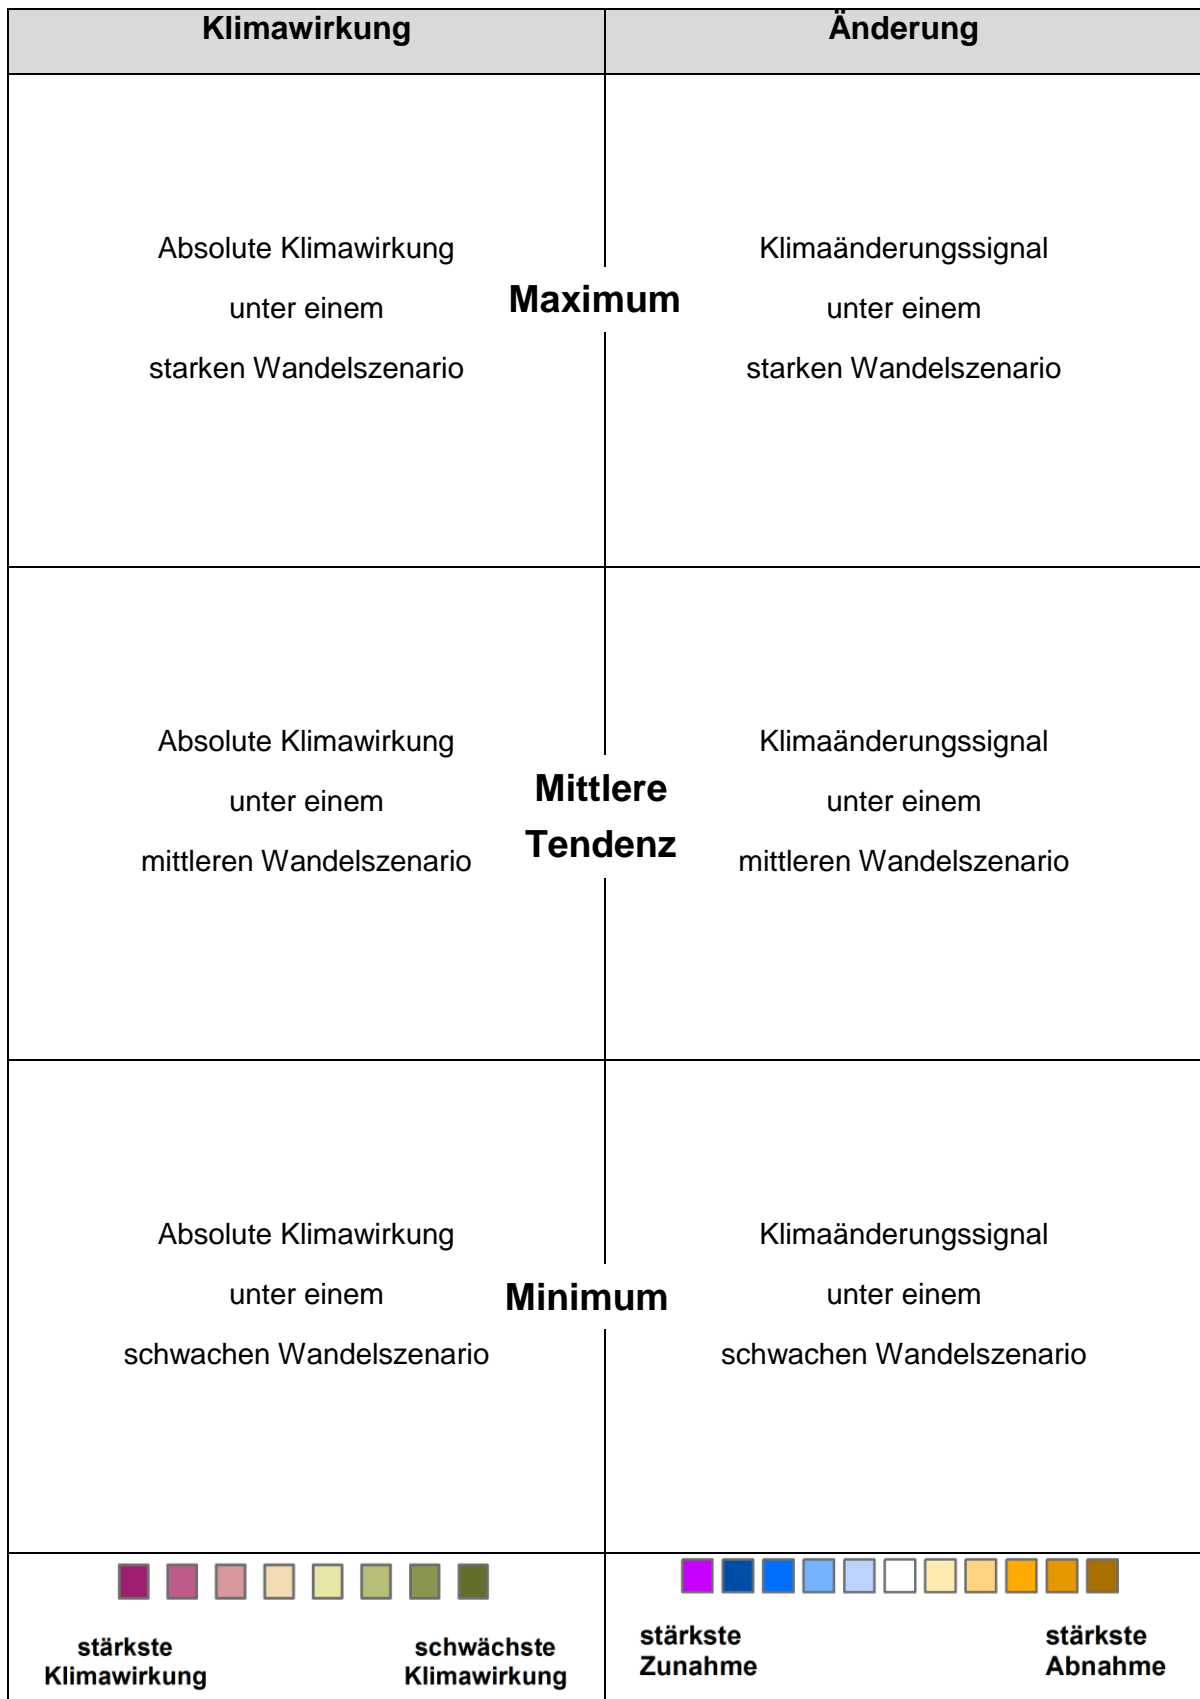 Klimawirkung
Änderung
Absolute Klimawirkung
unter einem
starken Wandelszenario
Maximum
Klimaänderungssignal
unter einem
starken Wandelszenario
Absolute Klimawirkung
unter einem
mittleren Wandelszenario
Mittlere
Tendenz
Klimaänderungssignal
unter einem
mittleren Wandelszenario
Absolute Klimawirkung
unter einem
schwachen Wandelszenario
Minimum
Klimaänderungssignal
unter einem
schwachen Wandelszenario
stärkste
Klimawirkung
schwächste
Klimawirkung
stärkste
Zunahme
stärkste
Abnahme